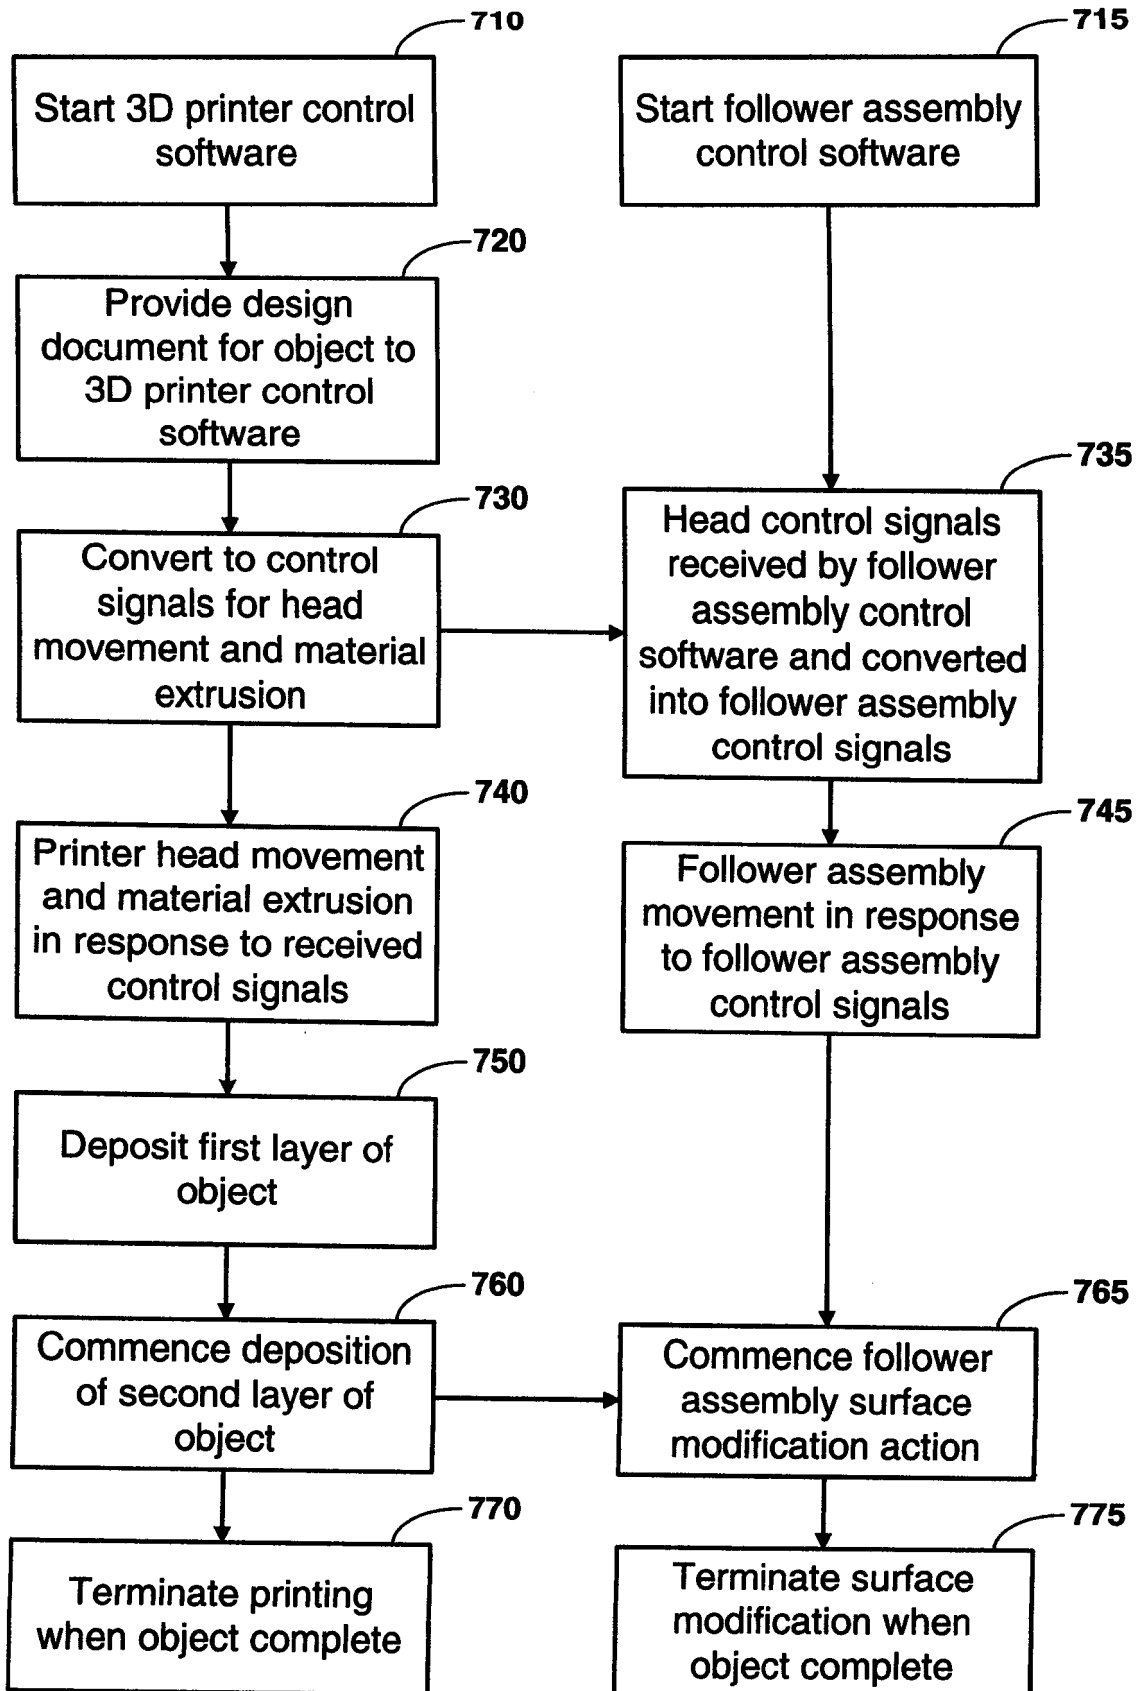 710
Start 3D printer control
software
715
Start follower assembly
control software
720
Provide design
document for object to
3D printer control
software
730
Convert to control
signals for head
movement and material
extrusion
735
Head control signals
received by follower
assembly control
software and converted
into follower assembly
control signals
740
Printer head movement
and material extrusion
in response to received
control signals
745
Follower assembly
movement in response
to follower assembly
control signals
750
Deposit first layer of
object
760
Commence deposition
of second layer of
object
765
Commence follower
assembly surface
modification action
770
Terminate printing
when object complete
775
Terminate surface
modification when
object complete